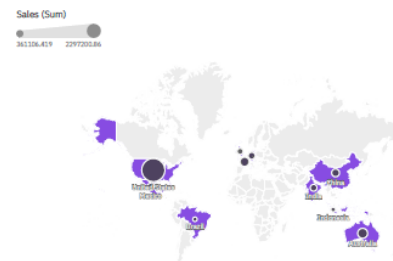 Sales (Sum)
361106.419 2297200.86
United States
Mexico
China
India
Brazil
Indonesia
Australia